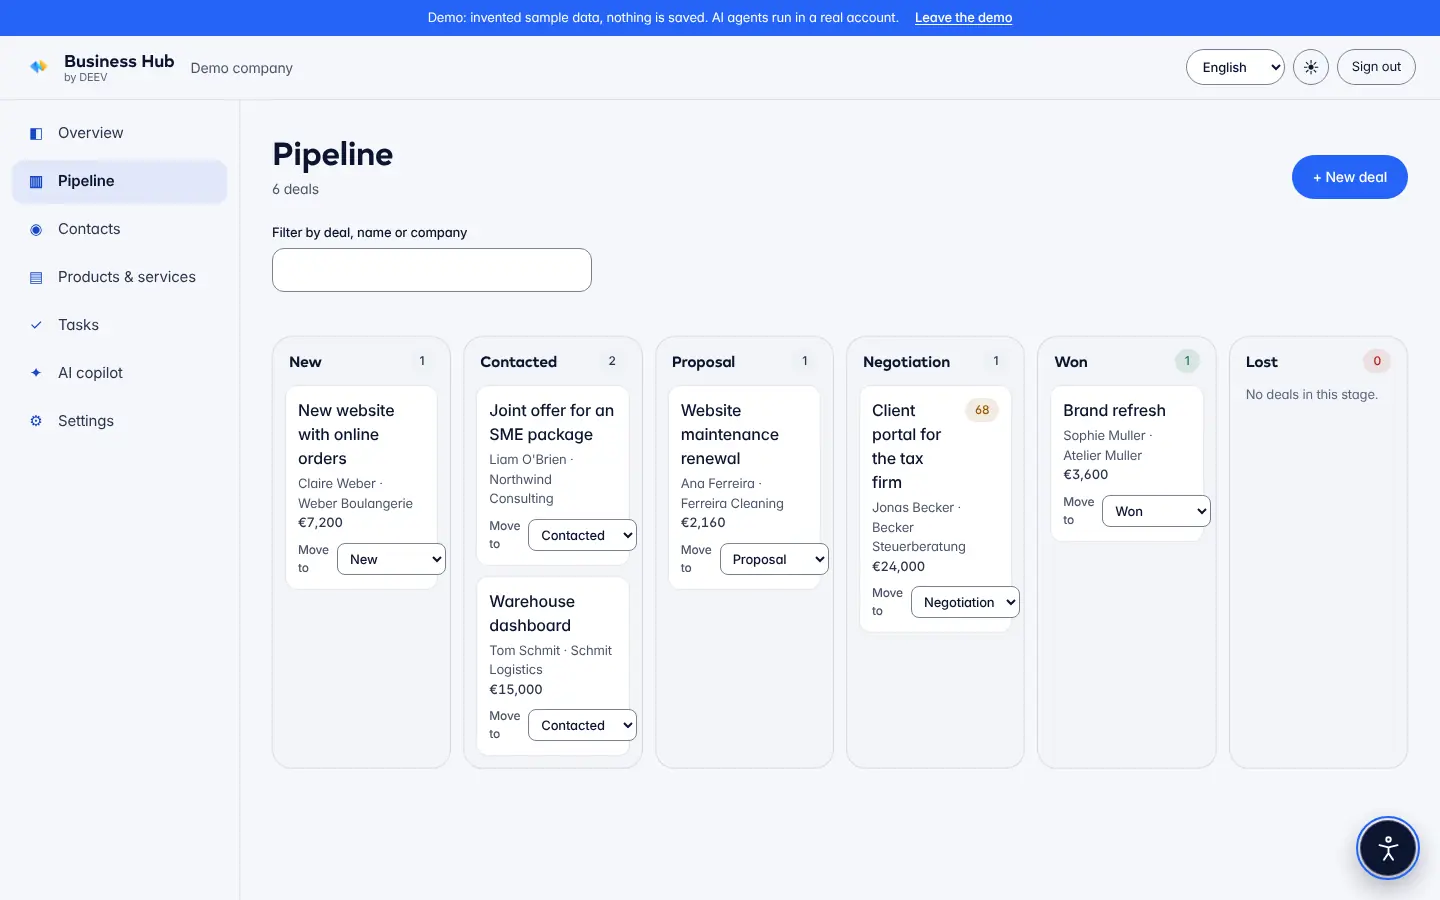 Demo: invented sample data, nothing is saved. AI agents run in a real account. Leave the demo
Business Hub
by DEEV
Demo company
English
Sign out
Overview
Pipeline
Contacts
Products & services
Tasks
AI copilot
Settings
Pipeline
6 deals
+ New deal
Filter by deal, name or company
New 1
New website
with online
orders
Claire Weber ·
Weber Boulangerie
€7,200
Move
to
New
Contacted 2
Joint offer for an
SME package
Liam O'Brien ·
Northwind
Consulting
Move
to
Contacted
Warehouse
dashboard
Tom Schmit · Schmit
Logistics
€15,000
Move
to
Contacted
Proposal 1
Website
maintenance
renewal
Ana Ferreira ·
Ferreira Cleaning
€2,160
Move
to
Proposal
Negotiation 1
Client 68
portal for
the tax
firm
Jonas Becker ·
Becker
Steuerberatung
€24,000
Move
to
Negotiation
Won 1
Brand refresh
Sophie Muller ·
Atelier Muller
€3,600
Move
to
Won
Lost 0
No deals in this stage.